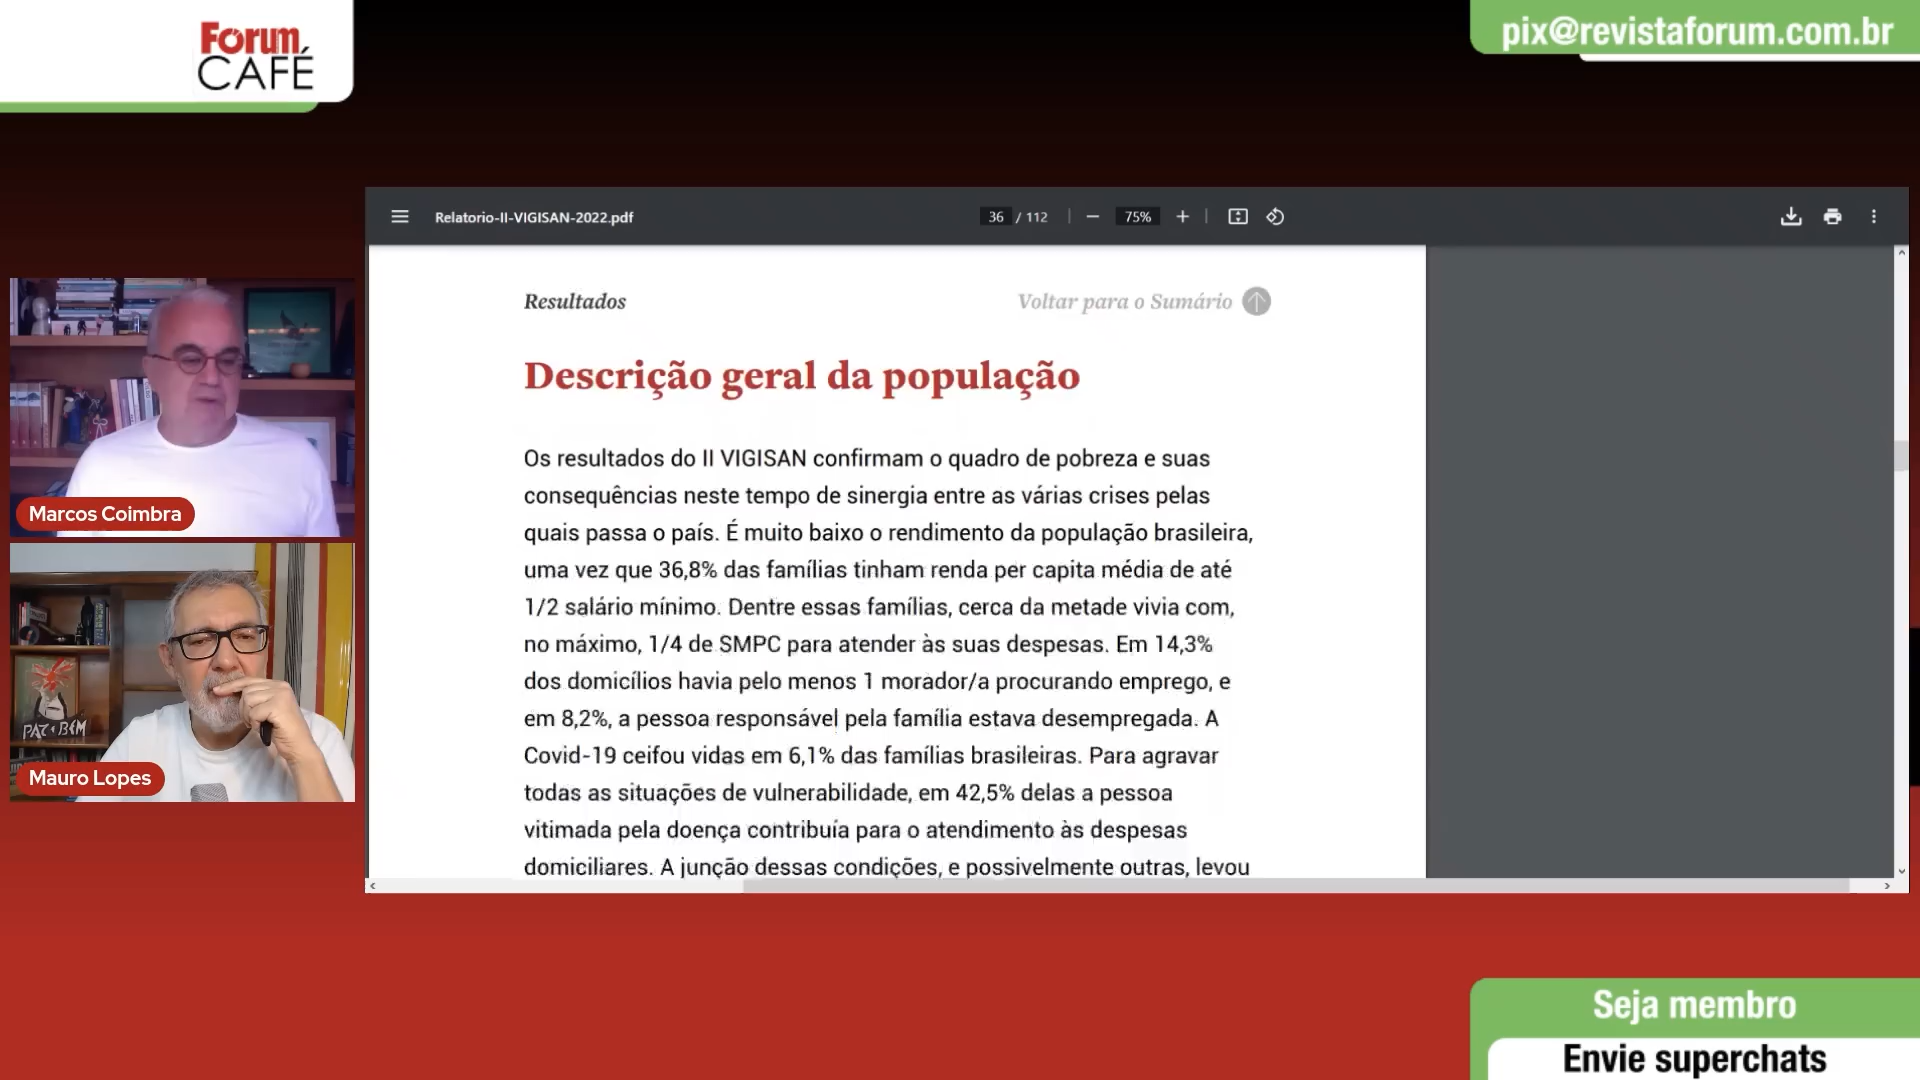 Forum
CAFÉ
pix@revistaforum.com.br
Relatorio-II-VIGISAN-2022.pdf
36 / 112
75%
Resultados
Voltar para o Sumário
Descrição geral da população
Os resultados do II VIGISAN confirmam o quadro de pobreza e suas
consequências neste tempo de sinergia entre as várias crises pelas
quais passa o país. É muito baixo o rendimento da população brasileira,
uma vez que 36,8% das famílias tinham renda per capita média de até
1/2 salário mínimo. Dentre essas famílias, cerca da metade vivia com,
no máximo, 1/4 de SMPC para atender às suas despesas. Em 14,3%
dos domicílios havia pelo menos 1 morador/a procurando emprego, e
em 8,2%, a pessoa responsável pela família estava desempregada. A
Covid-19 ceifou vidas em 6,1% das famílias brasileiras. Para agravar
todas as situações de vulnerabilidade, em 42,5% delas a pessoa
vitimada pela doença contribuía para o atendimento às despesas
domiciliares. A junção dessas condições, e possivelmente outras, levou
Marcos Coimbra
PAZ E BEM
Mauro Lopes
Seja membro
Envie superchats